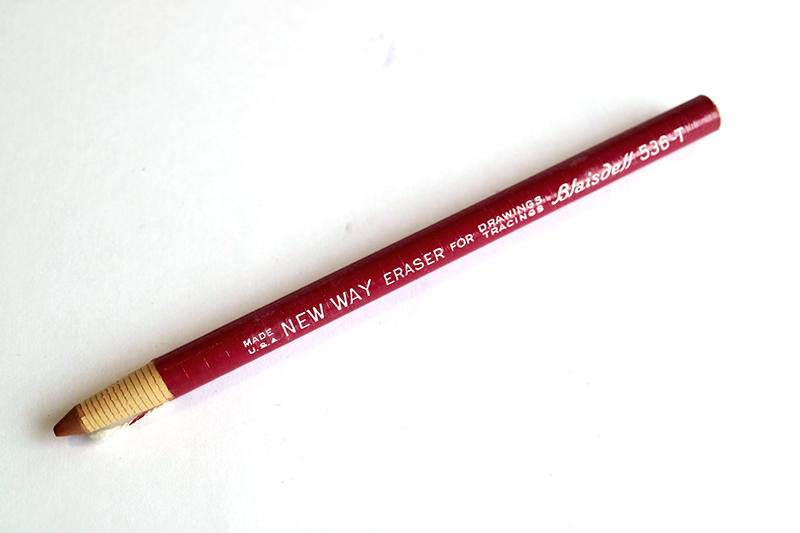 MADE
U.S.A.
NEW WAY ERASER FOR
DRAWINGS
TRACINGS
Blaisdell 536-T